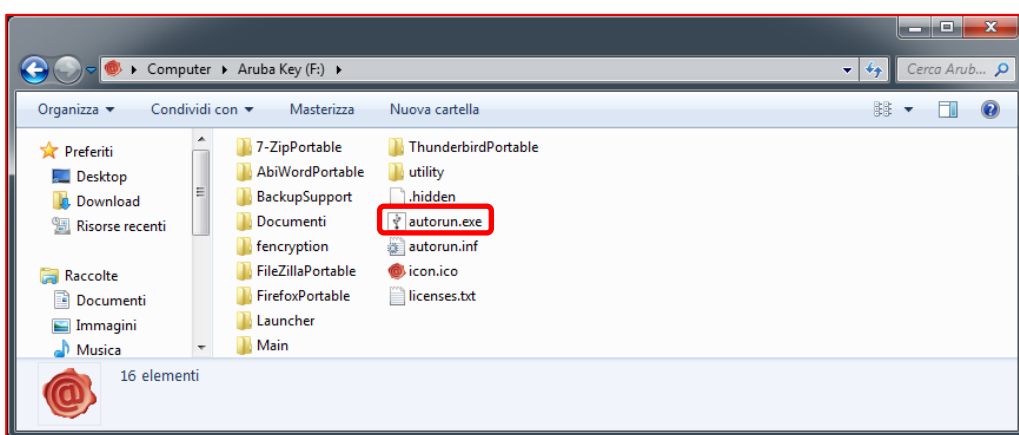 Computer Aruba Key (F:)
Cerca Arub...
Organizza Condividi con Masterizza Nuova cartella
Preferiti
Desktop
Download
Risorse recenti
Raccolte
Documenti
Immagini
Musica
7-ZipPortable
AbiWordPortable
BackupSupport
Documenti
fencryption
FileZillaPortable
FirefoxPortable
Launcher
Main
ThunderbirdPortable
utility
.hidden
autorun.exe
autorun.inf
icon.ico
licenses.txt
16 elementi